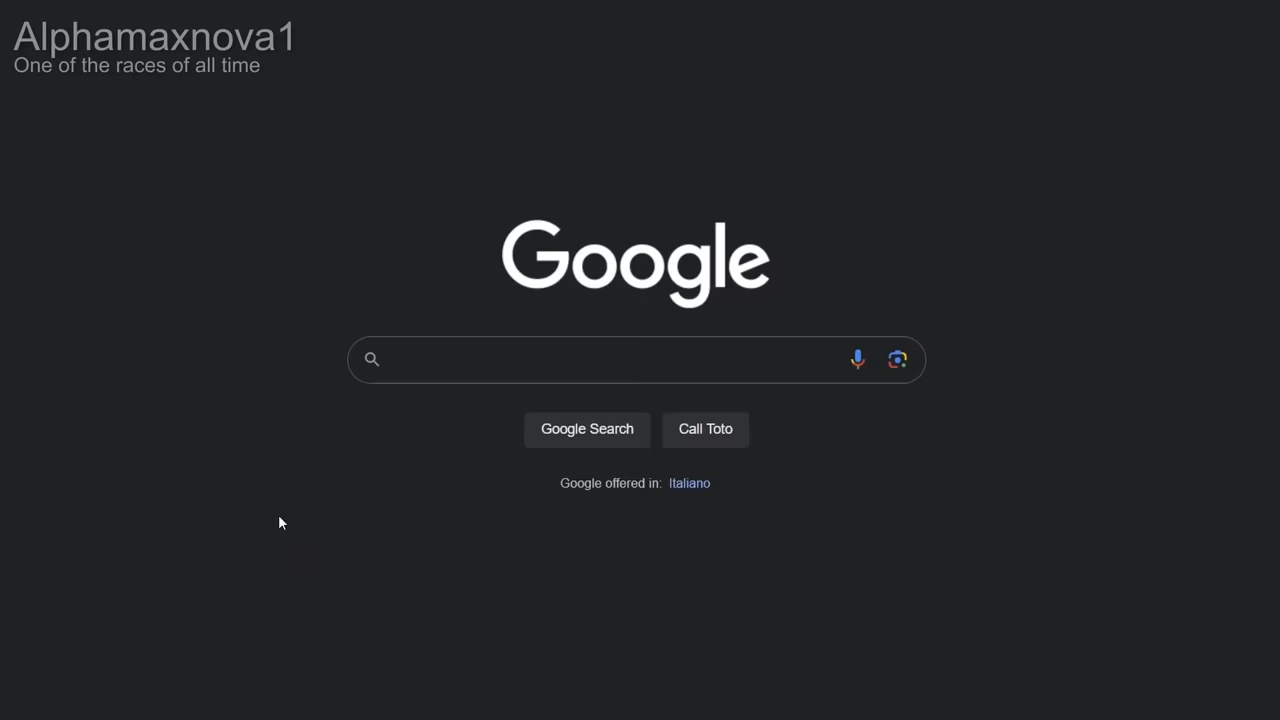 Alphamaxnova1
One of the races of all time
Google
Google Search
Call Toto
Google offered in: Italiano